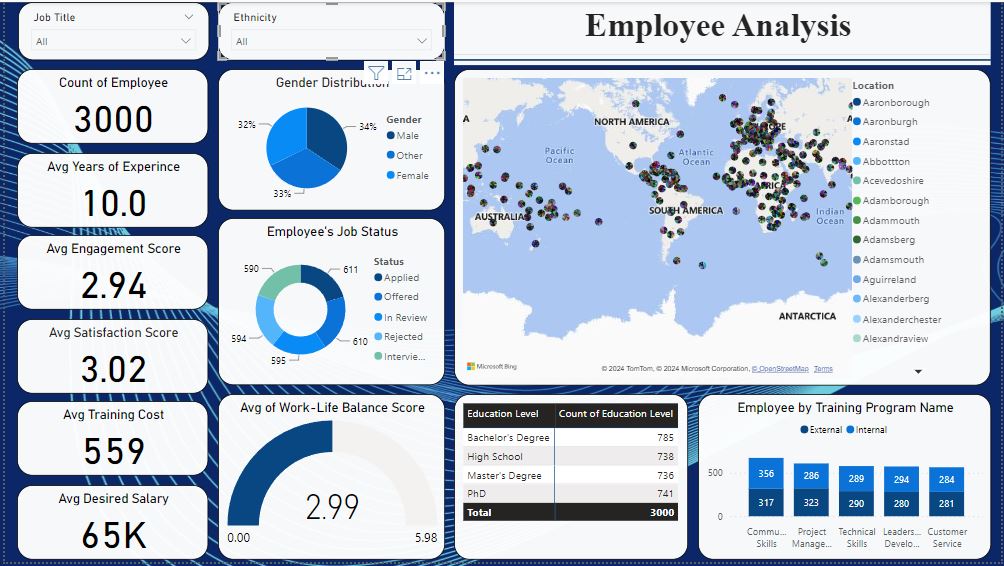 Job Title
All
Ethnicity
All
Employee Analysis
Count of Employee
3000
Avg Years of Experince
10.0
Avg Engagement Score
2.94
Avg Satisfaction Score
3.02
Avg Training Cost
559
Avg Desired Salary
65K
Gender Distribution
32%
34%
33%
Gender
Male
Other
Female
Employee's Job Status
590
611
594
610
595
Status
Applied
Offered
In Review
Rejected
Intervie...
Avg of Work-Life Balance Score
2.99
0.00
5.98
NORTH AMERICA
Pacific
Ocean
Atlantic
Ocean
AUSTRALIA
SOUTH AMERICA
Indian
Ocean
ANTARCTICA
Microsoft Bing
© 2024 TomTom, © 2024 Microsoft Corporation, © OpenStreetMap Terms
Location
Aaronborough
Aaronburgh
Aaronstad
Abbottton
Acevedoshire
Adamborough
Adammouth
Adamsberg
Adamsmouth
Aguirreland
Alexanderberg
Alexanderchester
Alexandraview
Education Level Count of Education Level
Bachelor's Degree 785
High School 738
Master's Degree 736
PhD 741
Total 3000
Employee by Training Program Name
External Internal
500
0
356 286 289 294 284
317 323 290 280 281
Commu... Project Technical Leaders... Customer
Skills Manage... Skills Develo... Service